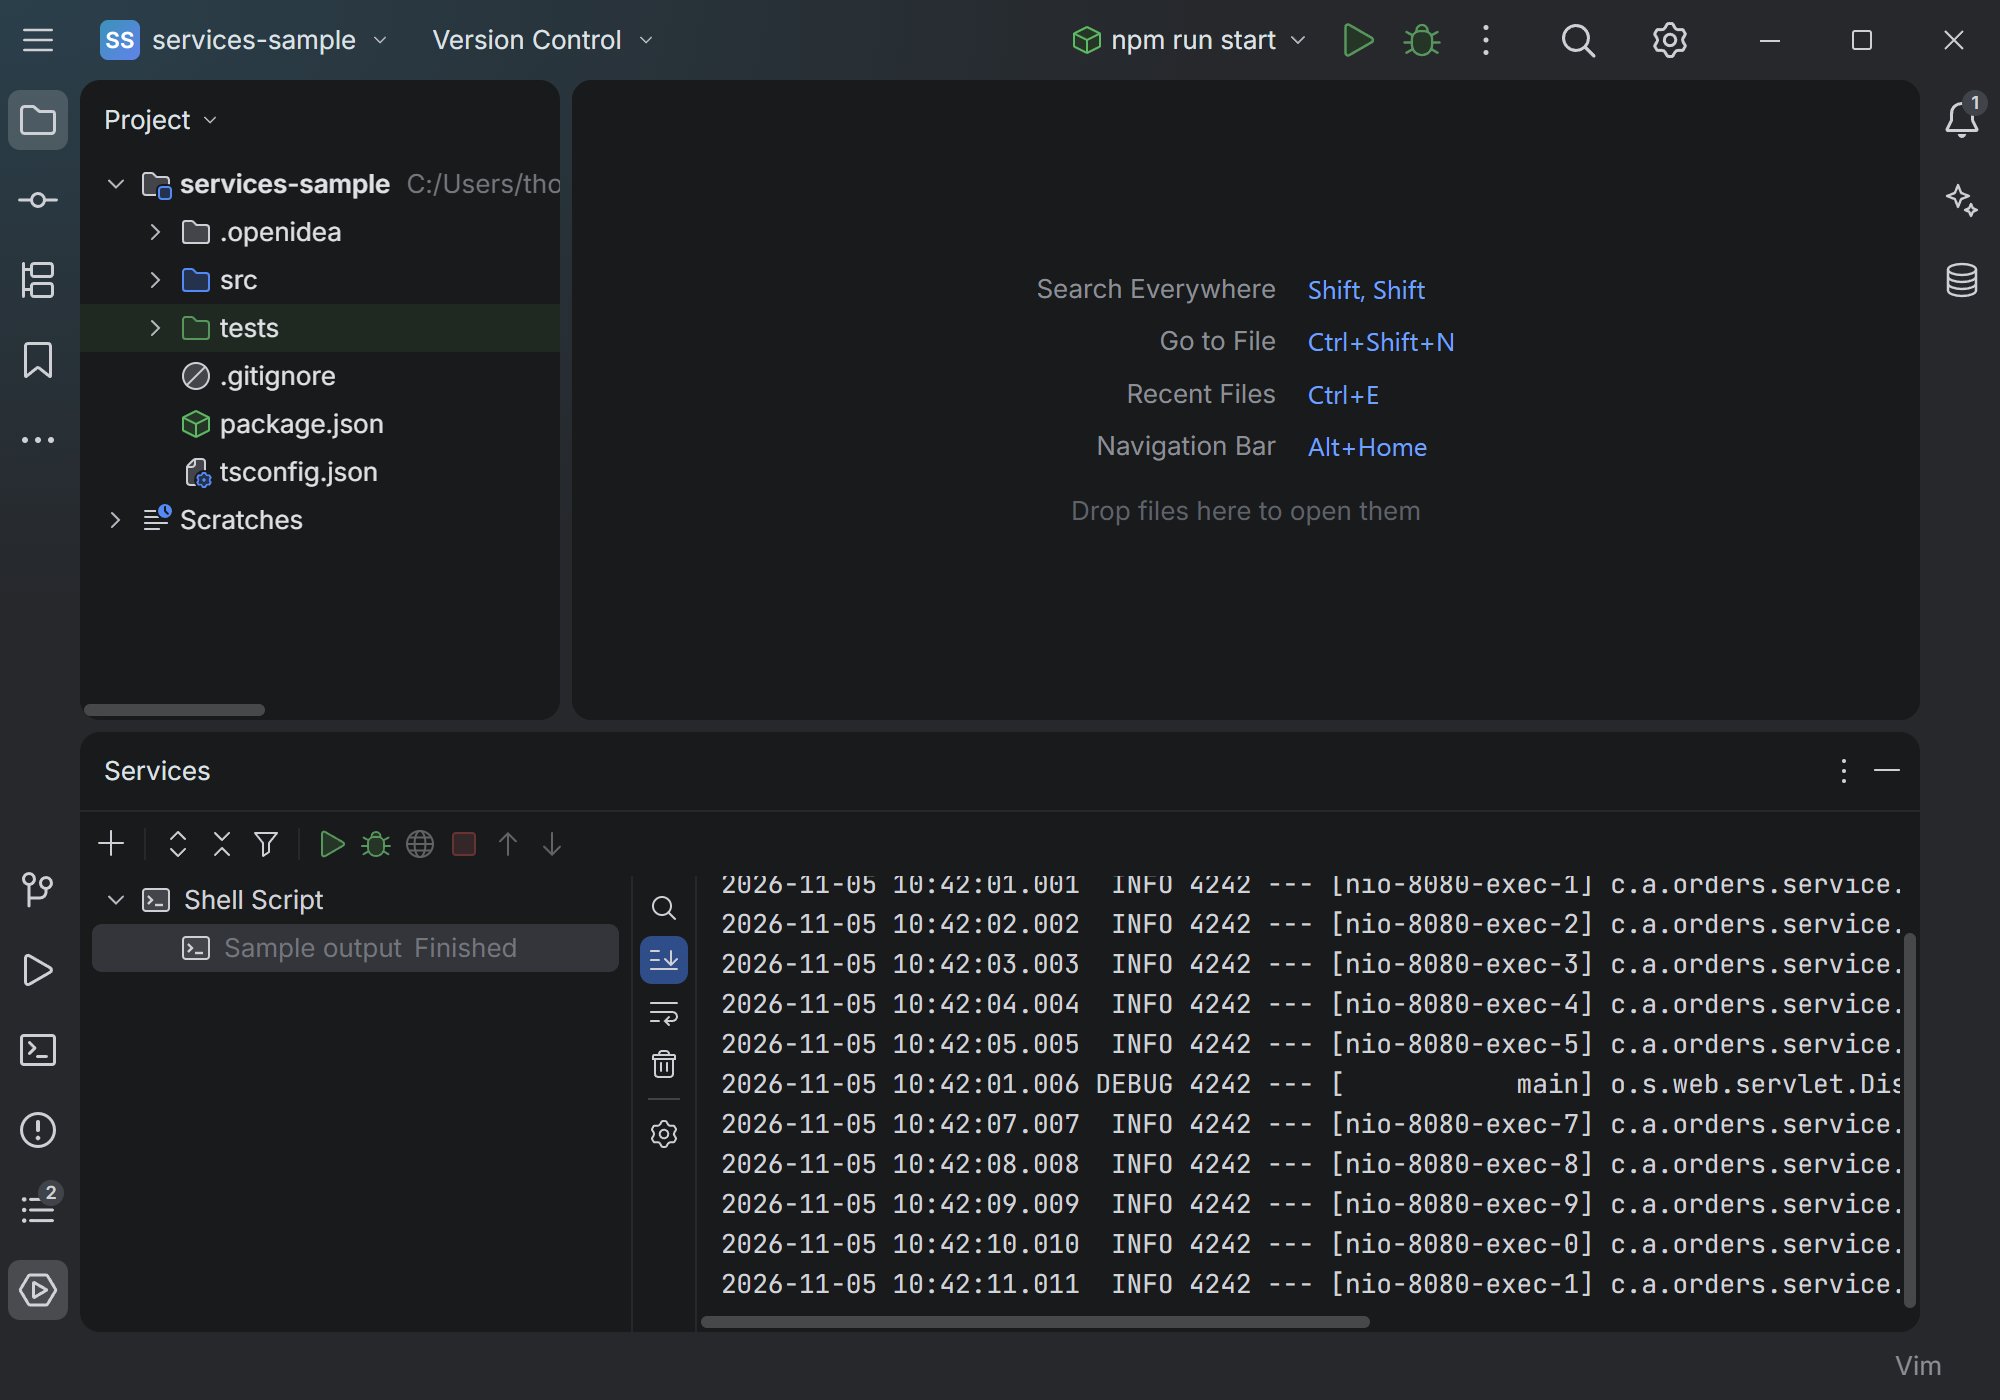 SS services-sample Version Control npm run start
Project
1
services-sample C:/Users/tho
.openidea
src
tests
.gitignore
package.json
tsconfig.json
Scratches
Search Everywhere Shift, Shift
Go to File Ctrl+Shift+N
Recent Files Ctrl+E
Navigation Bar Alt+Home
Drop files here to open them
Services
Shell Script
Sample output Finished
2
2026-11-05 10:42:01.001 INFO 4242 --- [nio-8080-exec-1] c.a.orders.service.
2026-11-05 10:42:02.002 INFO 4242 --- [nio-8080-exec-2] c.a.orders.service.
2026-11-05 10:42:03.003 INFO 4242 --- [nio-8080-exec-3] c.a.orders.service.
2026-11-05 10:42:04.004 INFO 4242 --- [nio-8080-exec-4] c.a.orders.service.
2026-11-05 10:42:05.005 INFO 4242 --- [nio-8080-exec-5] c.a.orders.service.
2026-11-05 10:42:01.006 DEBUG 4242 --- [           main] o.s.web.servlet.Dis
2026-11-05 10:42:07.007 INFO 4242 --- [nio-8080-exec-7] c.a.orders.service.
2026-11-05 10:42:08.008 INFO 4242 --- [nio-8080-exec-8] c.a.orders.service.
2026-11-05 10:42:09.009 INFO 4242 --- [nio-8080-exec-9] c.a.orders.service.
2026-11-05 10:42:10.010 INFO 4242 --- [nio-8080-exec-0] c.a.orders.service.
2026-11-05 10:42:11.011 INFO 4242 --- [nio-8080-exec-1] c.a.orders.service.
Vim